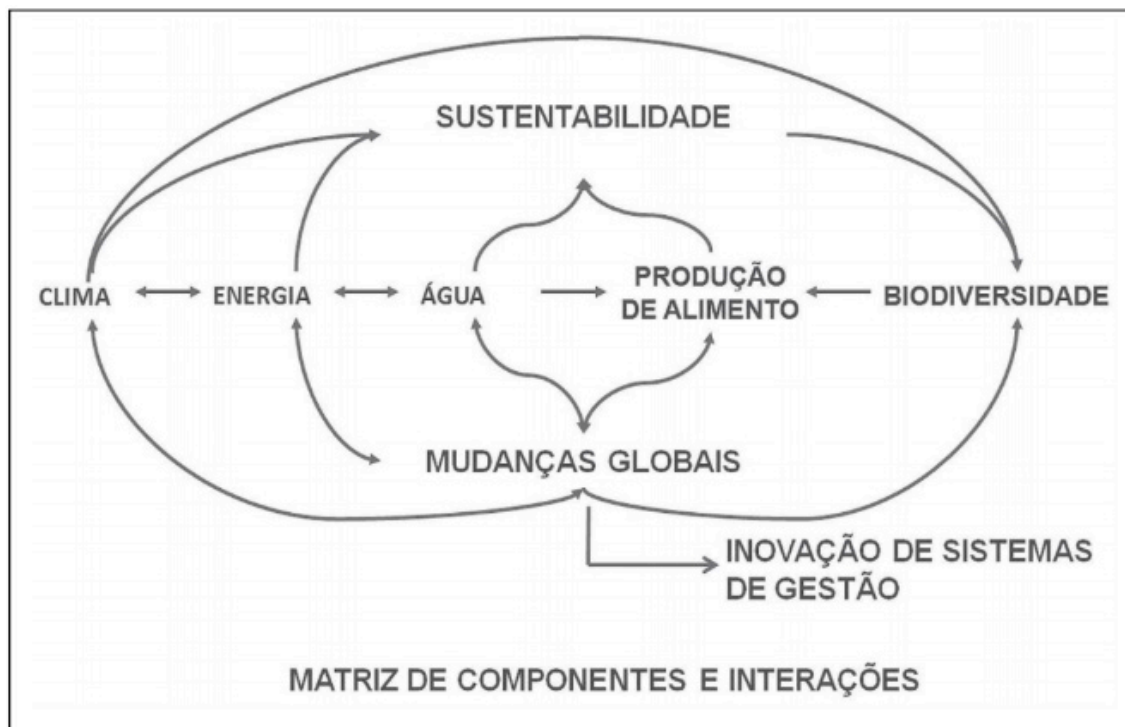 SUSTENTABILIDADE
CLIMA
ENERGIA
ÁGUA
PRODUÇÃO
DE ALIMENTO
BIODIVERSIDADE
MUDANÇAS GLOBAIS
INOVAÇÃO DE SISTEMAS
DE GESTÃO
MATRIZ DE COMPONENTES E INTERAÇÕES